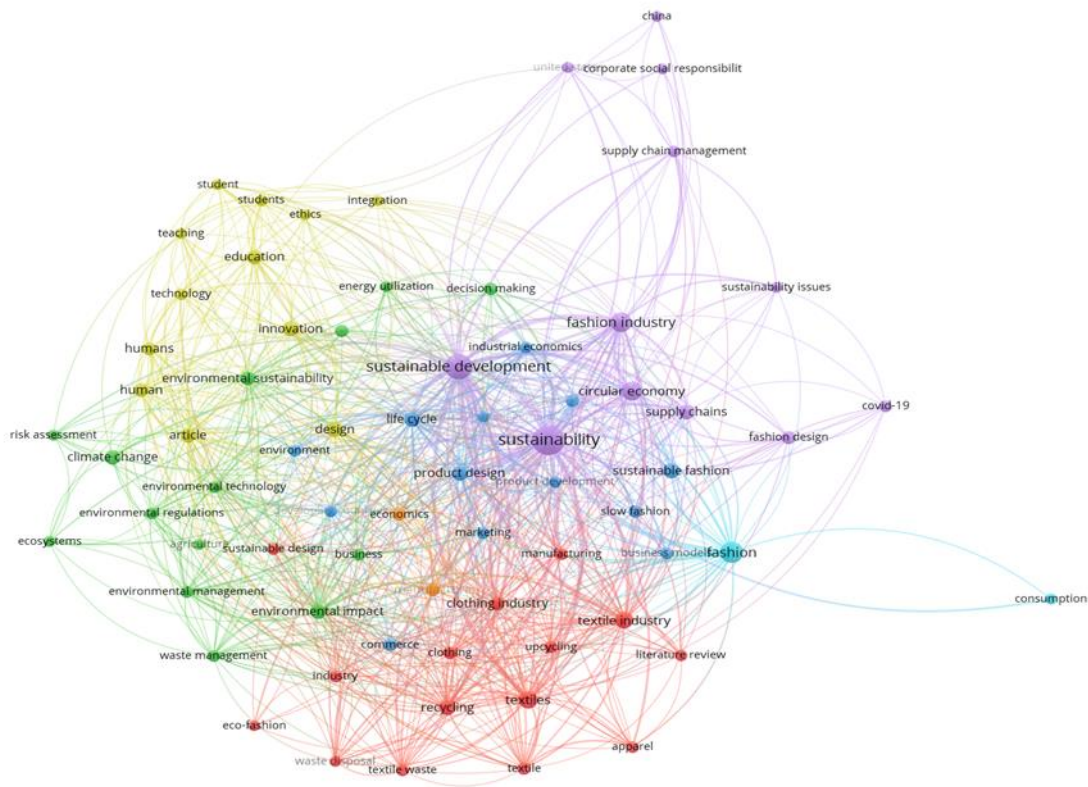 china
corporate social responsibilit
supply chain management
student
students
integration
ethics
teaching
education
energy utilization
decision making
sustainability issues
technology
innovation
fashion industry
humans
industrial economics
sustainable development
environmental sustainability
human
circular economy
covid-19
supply chains
life cycle
risk assessment
article
design
sustainability
fashion design
climate change
environment
product design
sustainable fashion
environmental technology
product development
environmental regulations
economics
slow fashion
ecosystems
agriculture
sustainable design
business
marketing
manufacturing
business model
fashion
environmental management
environmental impact
clothing industry
textile industry
consumption
waste management
commerce
clothing
upcycling
literature review
industry
recycling
textiles
eco-fashion
waste disposal
textile waste
textile
apparel